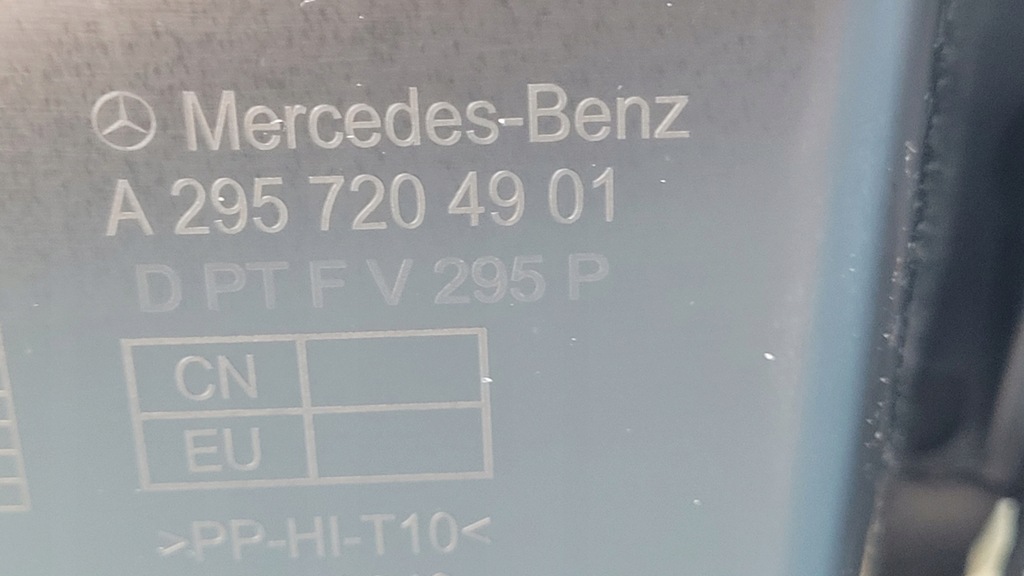 Mercedes-Benz
A 295 720 49 01
D PT F V 295 P
CN
EU
>PP-HI-T10<